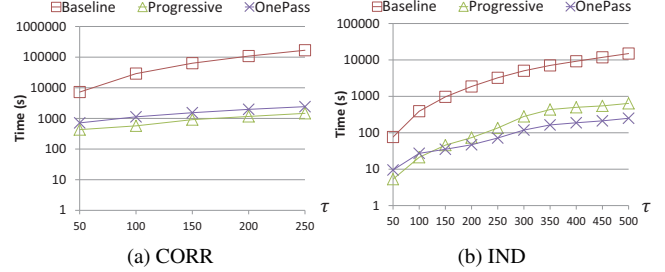 Baseline Progressive OnePass
1000000
100000
10000
1000
100
10
1
Time (s)
50 100 150 200 250 τ
(a) CORR
Baseline Progressive OnePass
100000
10000
1000
100
10
1
Time (s)
50 100 150 200 250 300 350 400 450 500 τ
(b) IND